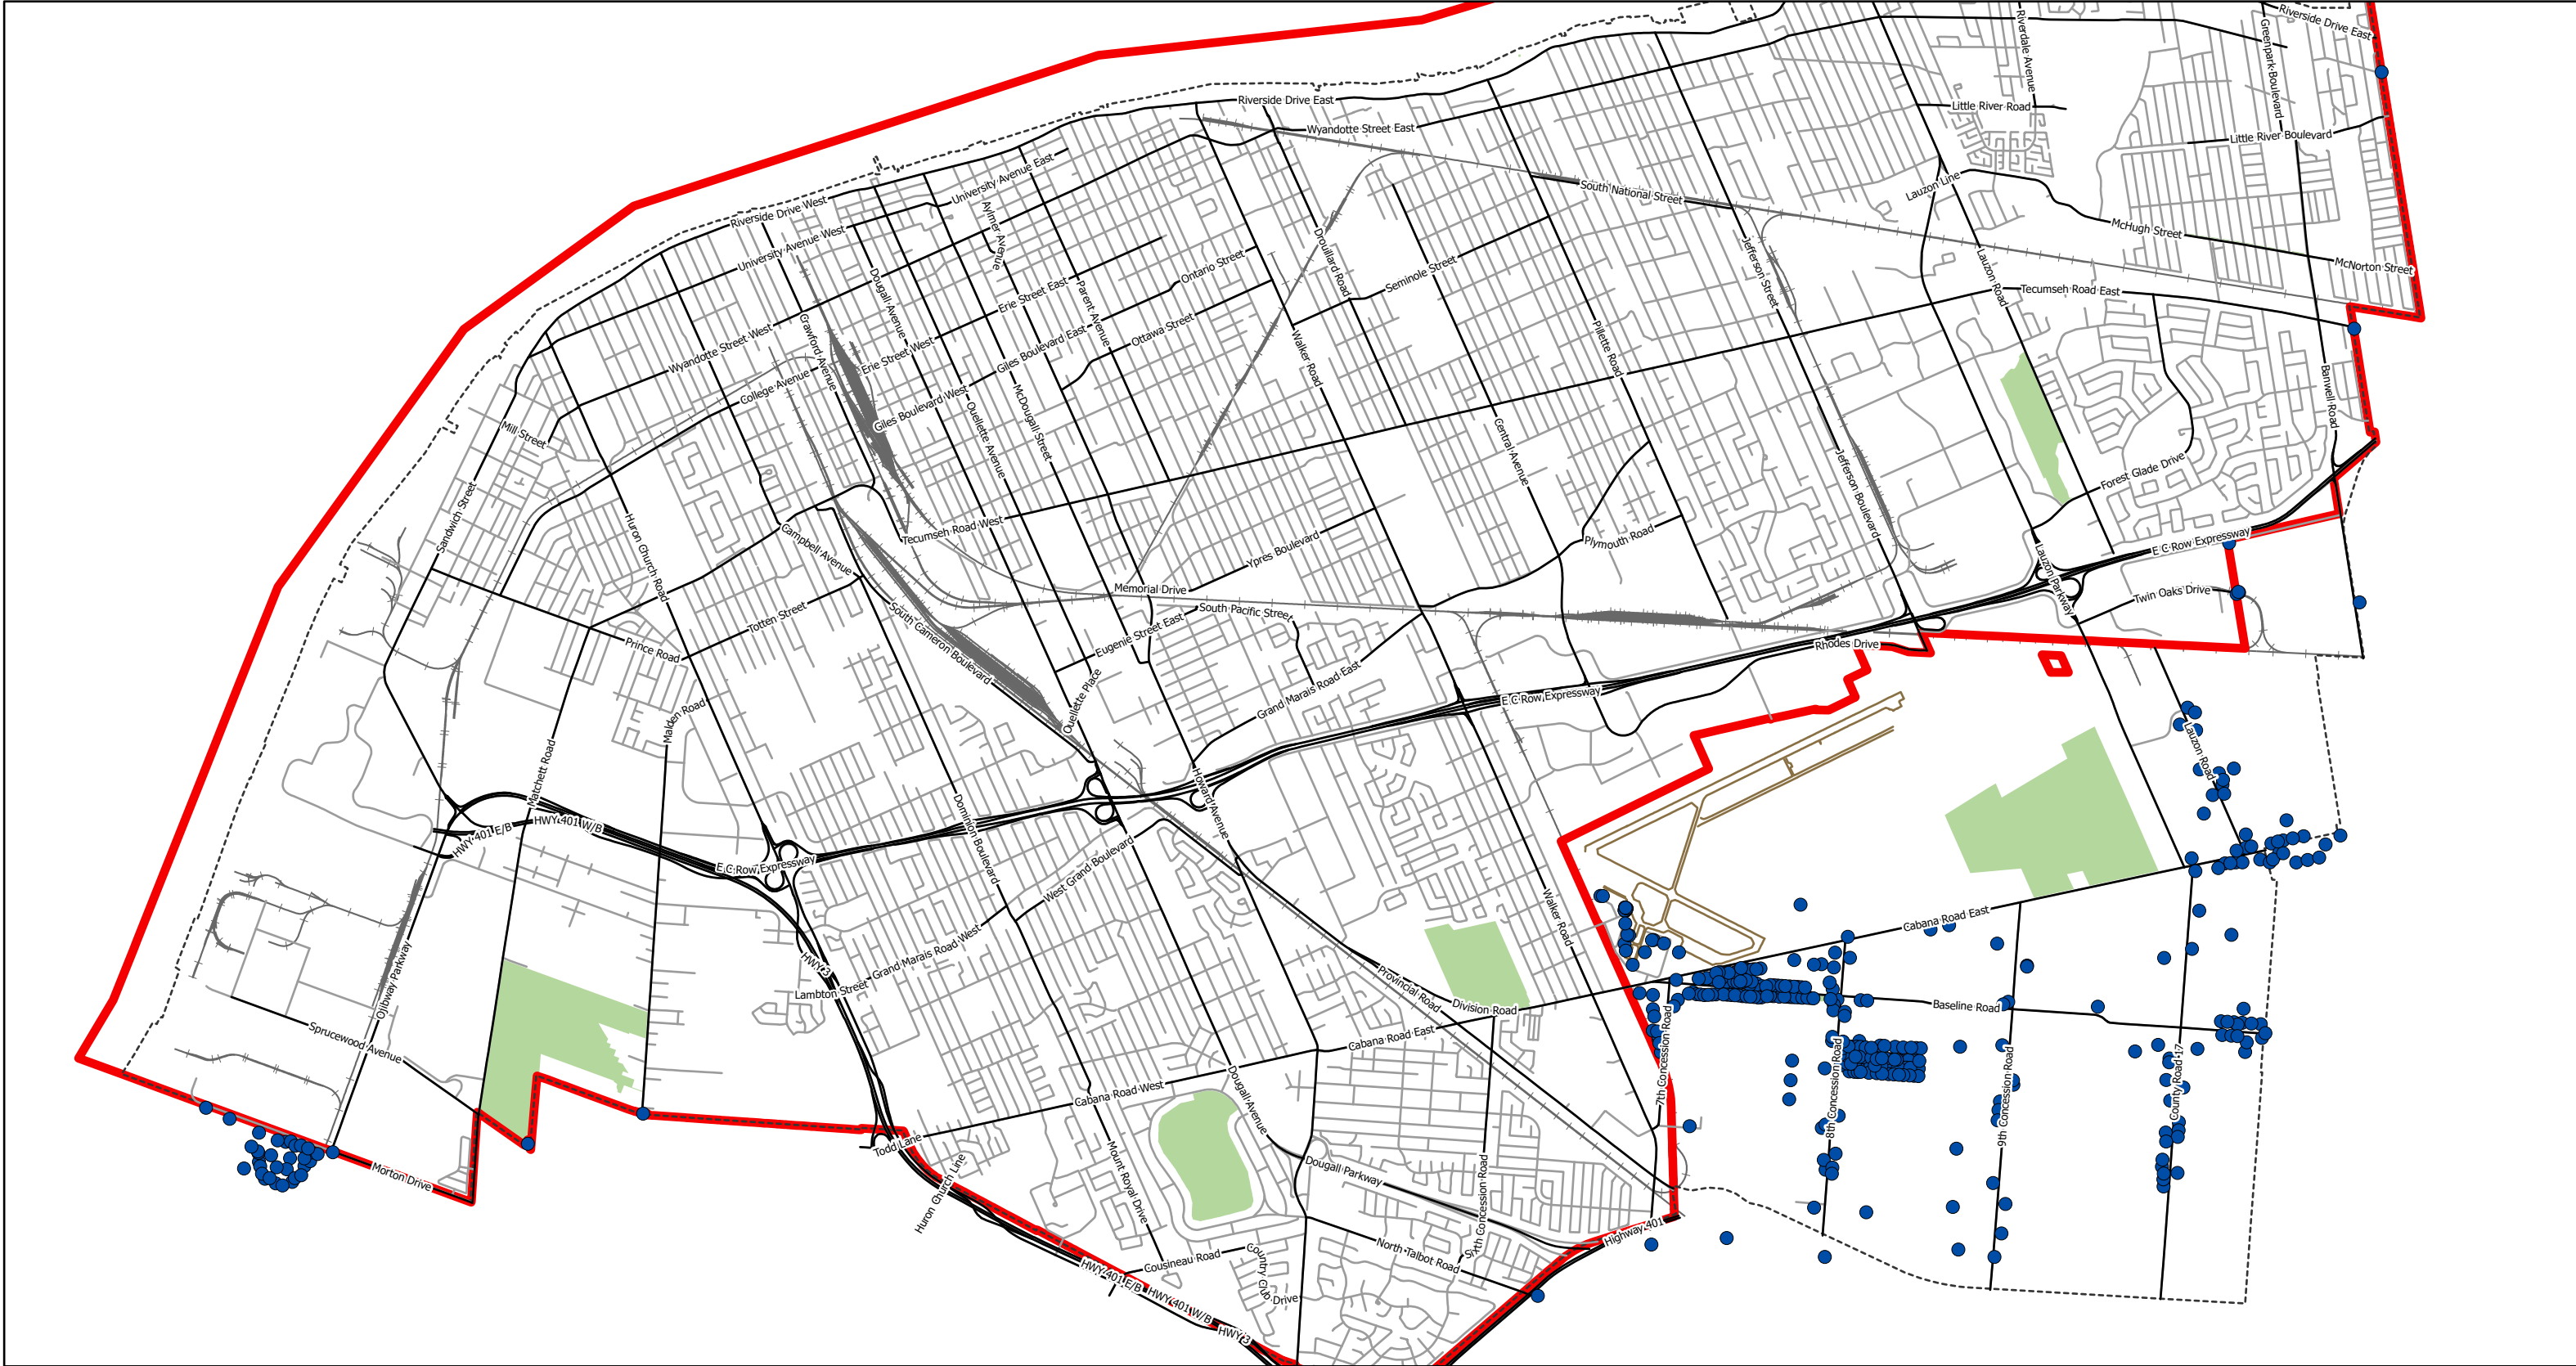 Riverside Drive East
Riverdale Avenue
Greenpark Boulevard
Riverside Drive East
Little River Road
Wyandotte Street East
Little River Boulevard
University Avenue East
South National Street
Lauzon Line
Riverside Drive West
Aylmer Avenue
McHugh Street
University Avenue West
Drouillard Road
Jefferson Street
McNorton Street
Ontario Street
Seminole Street
Lauzon Road
Dougall Avenue
Erie Street East
Parent Avenue
Tecumseh Road East
Wyandotte Street West
Crawford Avenue
Erie Street West
Giles Boulevard East
Ottawa Street
Walker Road
Pillette Road
College Avenue
Giles Boulevard West
Ouellette Avenue
McDougall Street
Banwell Road
Mill Street
Central Avenue
Jefferson Boulevard
Forest Glade Drive
Sandwich Street
Huron Church Road
Campbell Avenue
Tecumseh Road West
Ypres Boulevard
Plymouth Road
E C Row Expressway
Lauzon Parkway
Memorial Drive
Twin Oaks Drive
Totten Street
South Cameron Boulevard
South Pacific Street
Eugenie Street East
Prince Road
Rhodes Drive
Grand Marais Road East
Ouellette Place
E C Row Expressway
Malden Road
Matchett Road
Lauzon Road
Howard Avenue
HWY 401 E/B
HWY 401 W/B
Dominion Boulevard
E C Row Expressway
West Grand Boulevard
Walker Road
Cabana Road East
Grand Marais Road West
HWY 3
Lambton Street
Ojibway Parkway
Provincial Road
Division Road
Baseline Road
Sprucewood Avenue
Cabana Road East
7th Concession Road
8th Concession Road
9th Concession Road
County Road 17
Cabana Road West
Dougall Avenue
Todd Lane
Morton Drive
Huron Church Line
Mount Royal Drive
Dougall Parkway
Sixth Concession Road
Highway 401
North Talbot Road
Cousineau Road
Country Club Drive
HWY 401 E/B
HWY 401 W/B
HWY 3